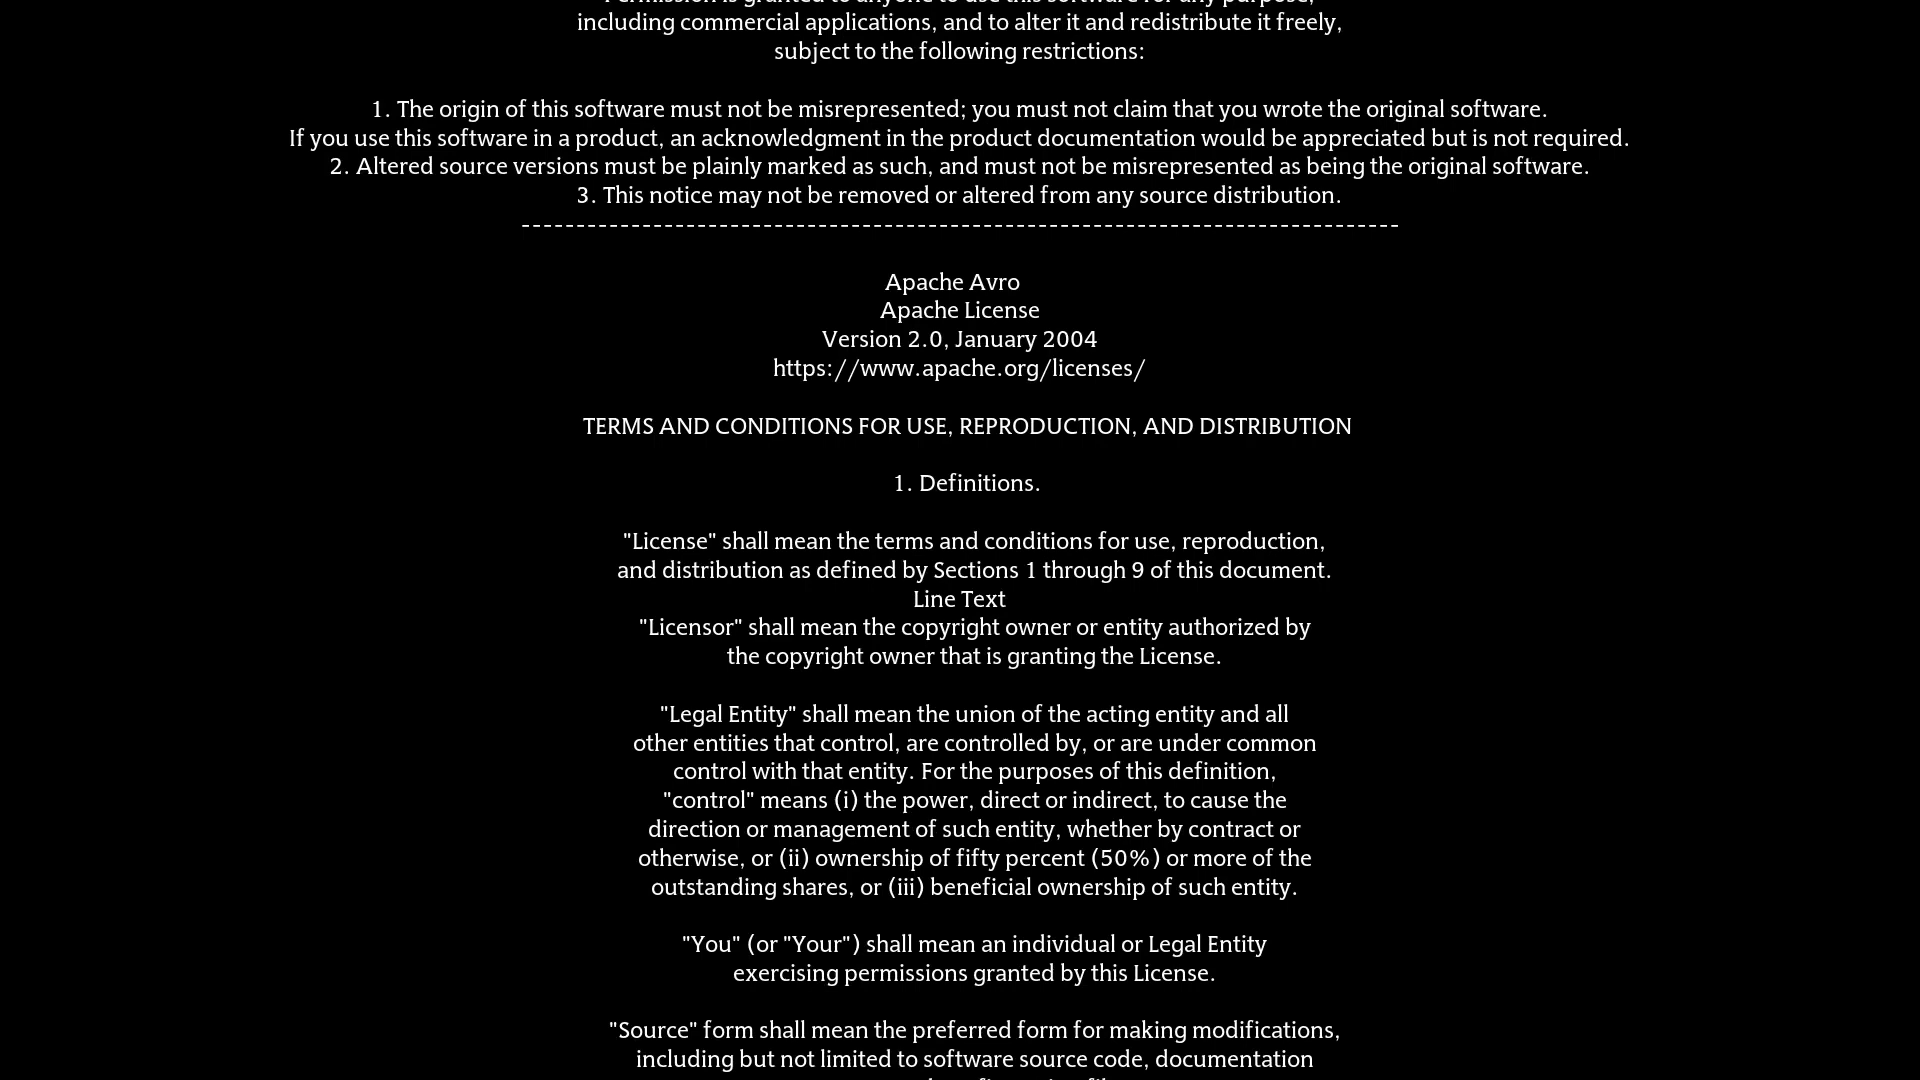 Permission is granted to anyone to use this software for any purpose,
including commercial applications, and to alter it and redistribute it freely,
subject to the following restrictions:
1. The origin of this software must not be misrepresented; you must not claim that you wrote the original software.
If you use this software in a product, an acknowledgment in the product documentation would be appreciated but is not required.
2. Altered source versions must be plainly marked as such, and must not be misrepresented as being the original software.
3. This notice may not be removed or altered from any source distribution.
--------------------------------------------------------------------------------
Apache Avro
Apache License
Version 2.0, January 2004
https://www.apache.org/licenses/
TERMS AND CONDITIONS FOR USE, REPRODUCTION, AND DISTRIBUTION
1. Definitions.
"License" shall mean the terms and conditions for use, reproduction,
and distribution as defined by Sections 1 through 9 of this document.
Line Text
"Licensor" shall mean the copyright owner or entity authorized by
the copyright owner that is granting the License.
"Legal Entity" shall mean the union of the acting entity and all
other entities that control, are controlled by, or are under common
control with that entity. For the purposes of this definition,
"control" means (i) the power, direct or indirect, to cause the
direction or management of such entity, whether by contract or
otherwise, or (ii) ownership of fifty percent (50%) or more of the
outstanding shares, or (iii) beneficial ownership of such entity.
"You" (or "Your") shall mean an individual or Legal Entity
exercising permissions granted by this License.
"Source" form shall mean the preferred form for making modifications,
including but not limited to software source code, documentation